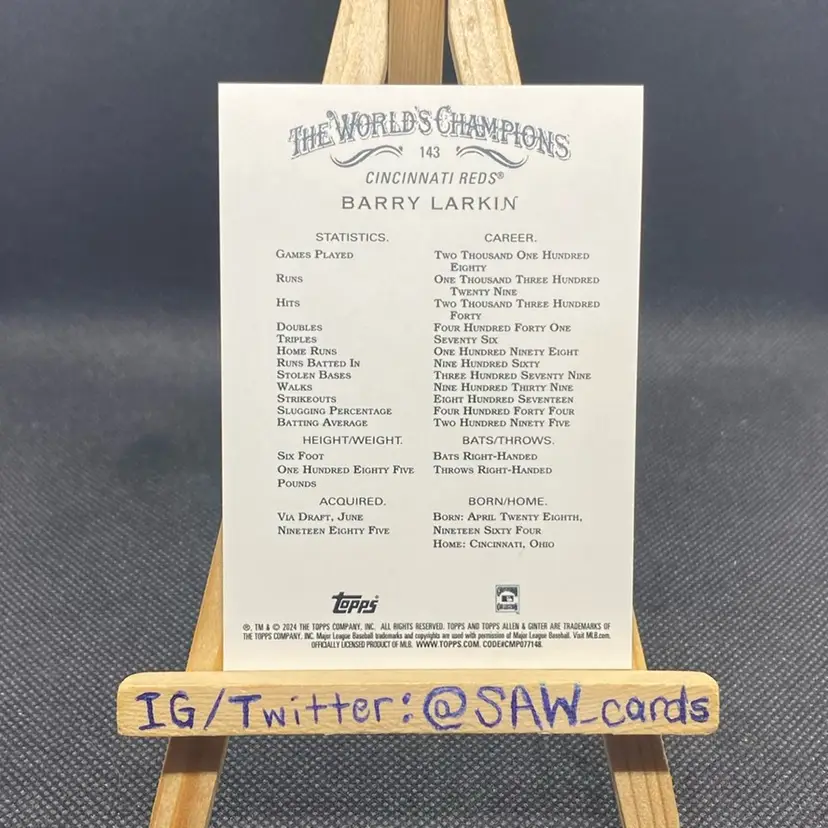 THE WORLD'S CHAMPIONS
143
CINCINNATI REDS®
BARRY LARKIN
STATISTICS. CAREER.
GAMES PLAYED TWO THOUSAND ONE HUNDRED
EIGHTY
RUNS ONE THOUSAND THREE HUNDRED
TWENTY NINE
HITS TWO THOUSAND THREE HUNDRED
FORTY
DOUBLES FOUR HUNDRED FORTY ONE
TRIPLES SEVENTY SIX
HOME RUNS ONE HUNDRED NINETY EIGHT
RUNS BATTED IN NINE HUNDRED SIXTY
STOLEN BASES THREE HUNDRED SEVENTY NINE
WALKS NINE HUNDRED THIRTY NINE
STRIKEOUTS EIGHT HUNDRED SEVENTEEN
SLUGGING PERCENTAGE FOUR HUNDRED FORTY FOUR
BATTING AVERAGE TWO HUNDRED NINETY FIVE
HEIGHT/WEIGHT. BATS/THROWS.
SIX FOOT BATS RIGHT-HANDED
ONE HUNDRED EIGHTY FIVE THROWS RIGHT-HANDED
POUNDS
ACQUIRED. BORN/HOME.
VIA DRAFT, JUNE BORN: APRIL TWENTY EIGHTH,
NINETEEN EIGHTY FIVE NINETEEN SIXTY FOUR
HOME: CINCINNATI, OHIO
Topps®
®, TM & © 2024 THE TOPPS COMPANY, INC. ALL RIGHTS RESERVED. TOPPS AND TOPPS ALLEN & GINTER ARE TRADEMARKS OF
THE TOPPS COMPANY, INC. Major League Baseball trademarks and copyrights are used with permission of Major League Baseball. Visit MLB.com.
OFFICIALLY LICENSED PRODUCT OF MLB. WWW.TOPPS.COM. CODE#CMP077148.
IG/Twitter:@SAW_cards